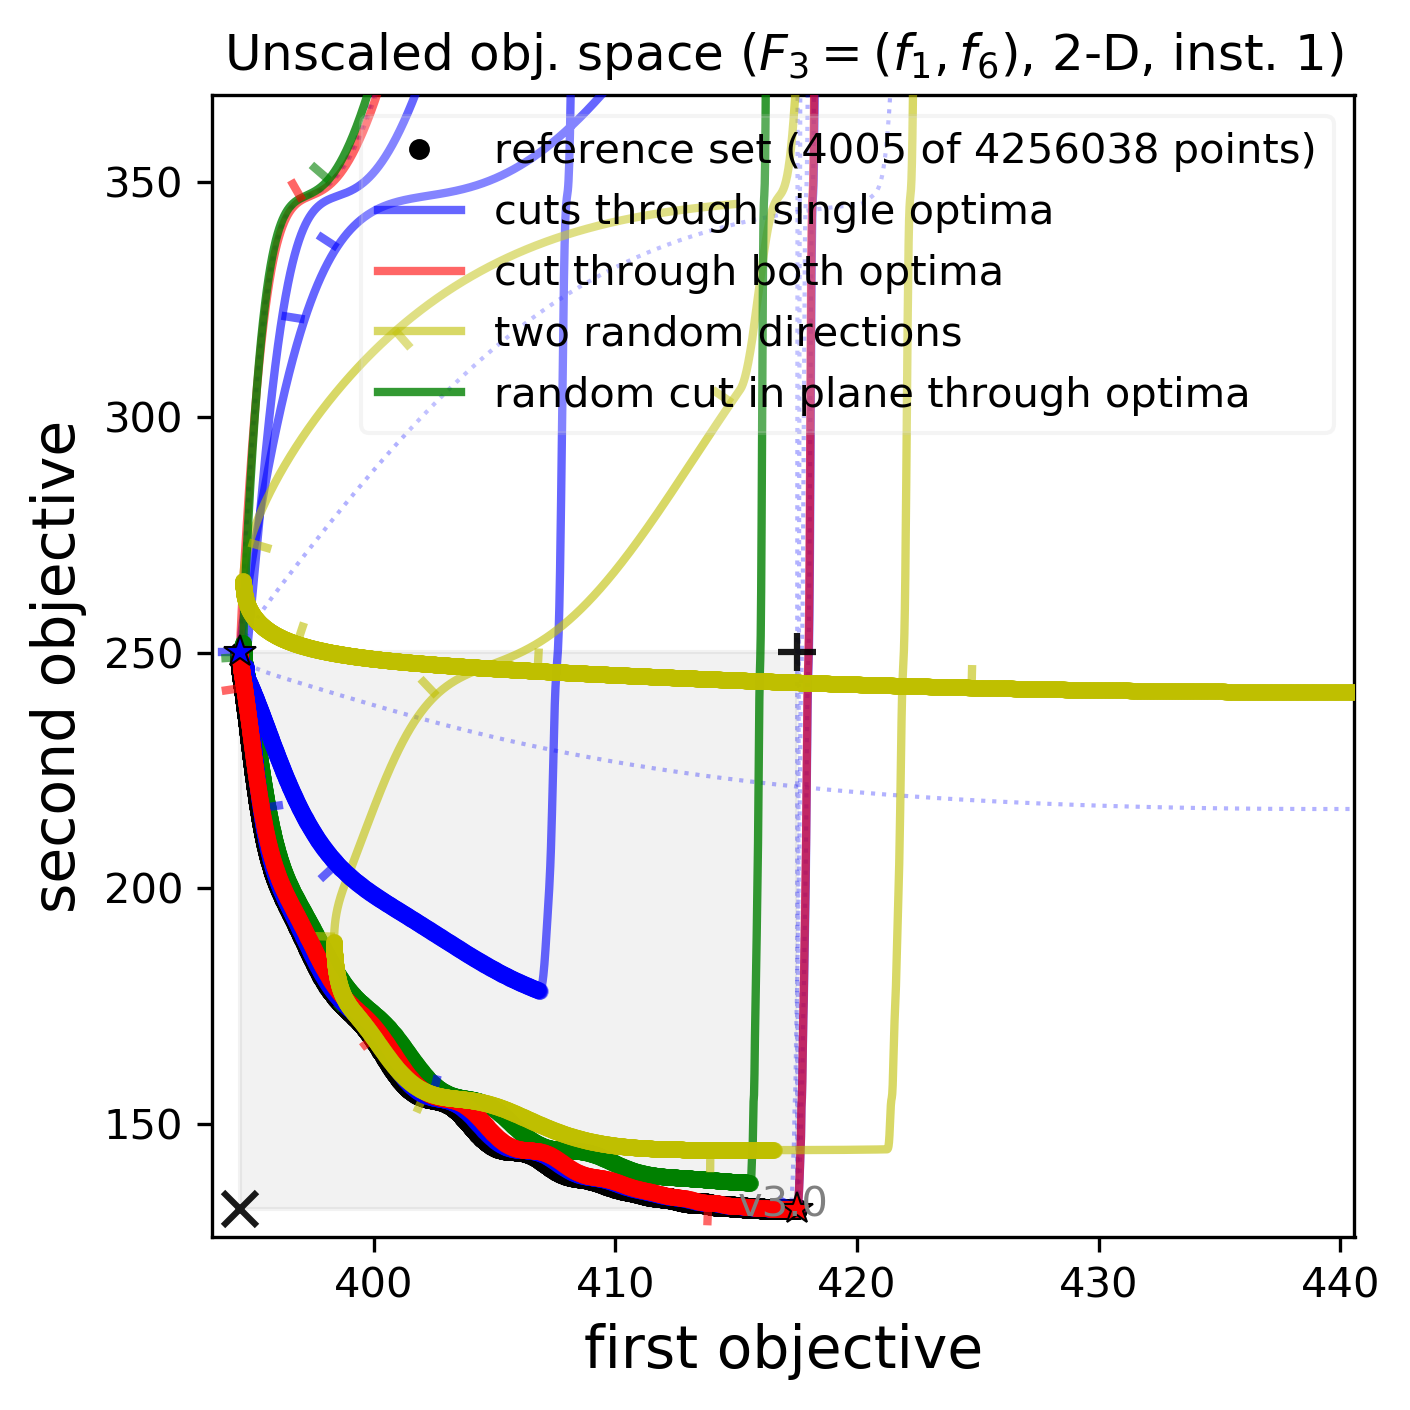 Unscaled obj. space (F₃ = (f₁, f₆), 2-D, inst. 1)
reference set (4005 of 4256038 points)
cuts through single optima
cut through both optima
two random directions
random cut in plane through optima
350
300
250
200
150
second objective
v3.0
400 410 420 430 440
first objective